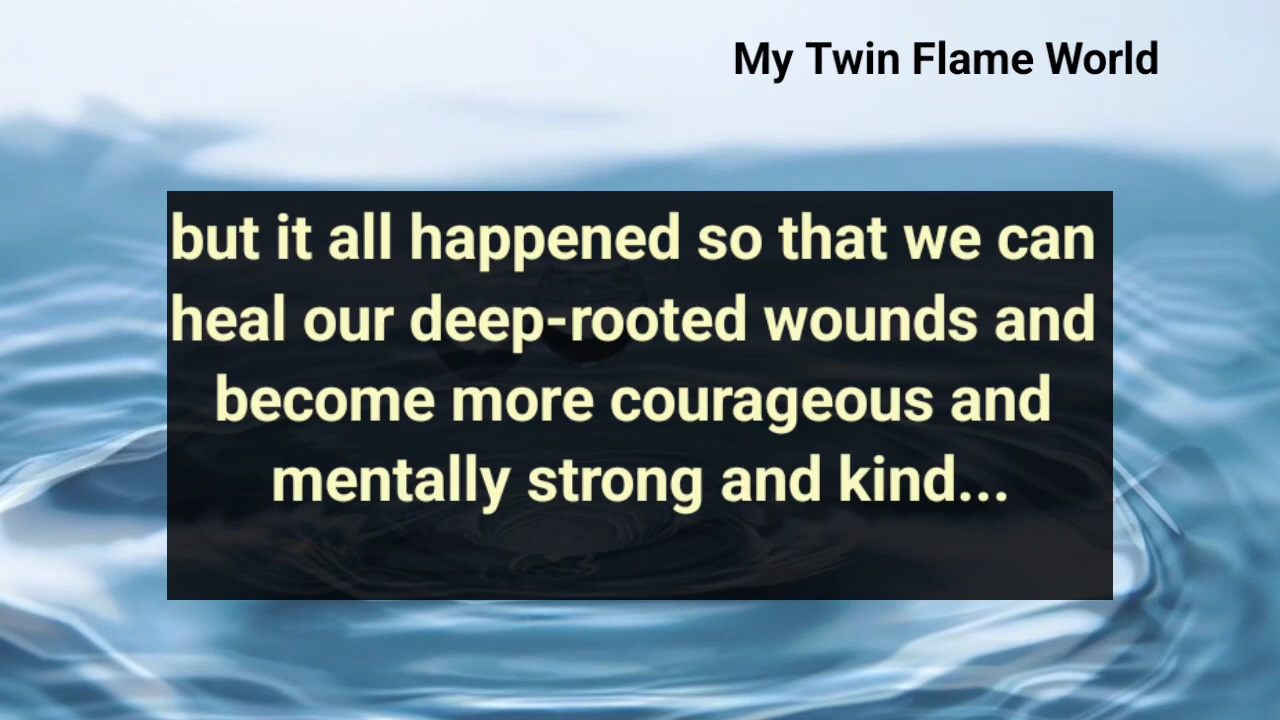 My Twin Flame World
but it all happened so that we can
heal our deep-rooted wounds and
become more courageous and
mentally strong and kind...